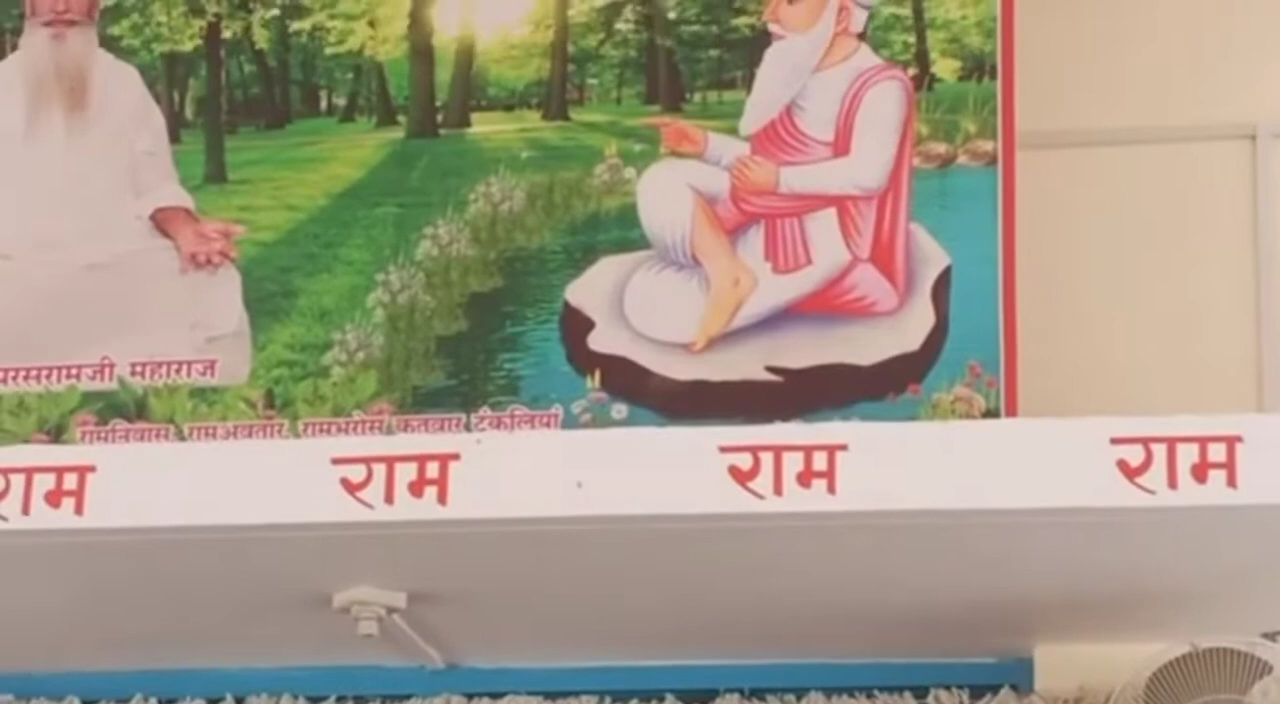 परसरामजी महाराज
रामनिवास, रामअवतार, रामभरोस कतवार टंकलियां
राम राम राम राम